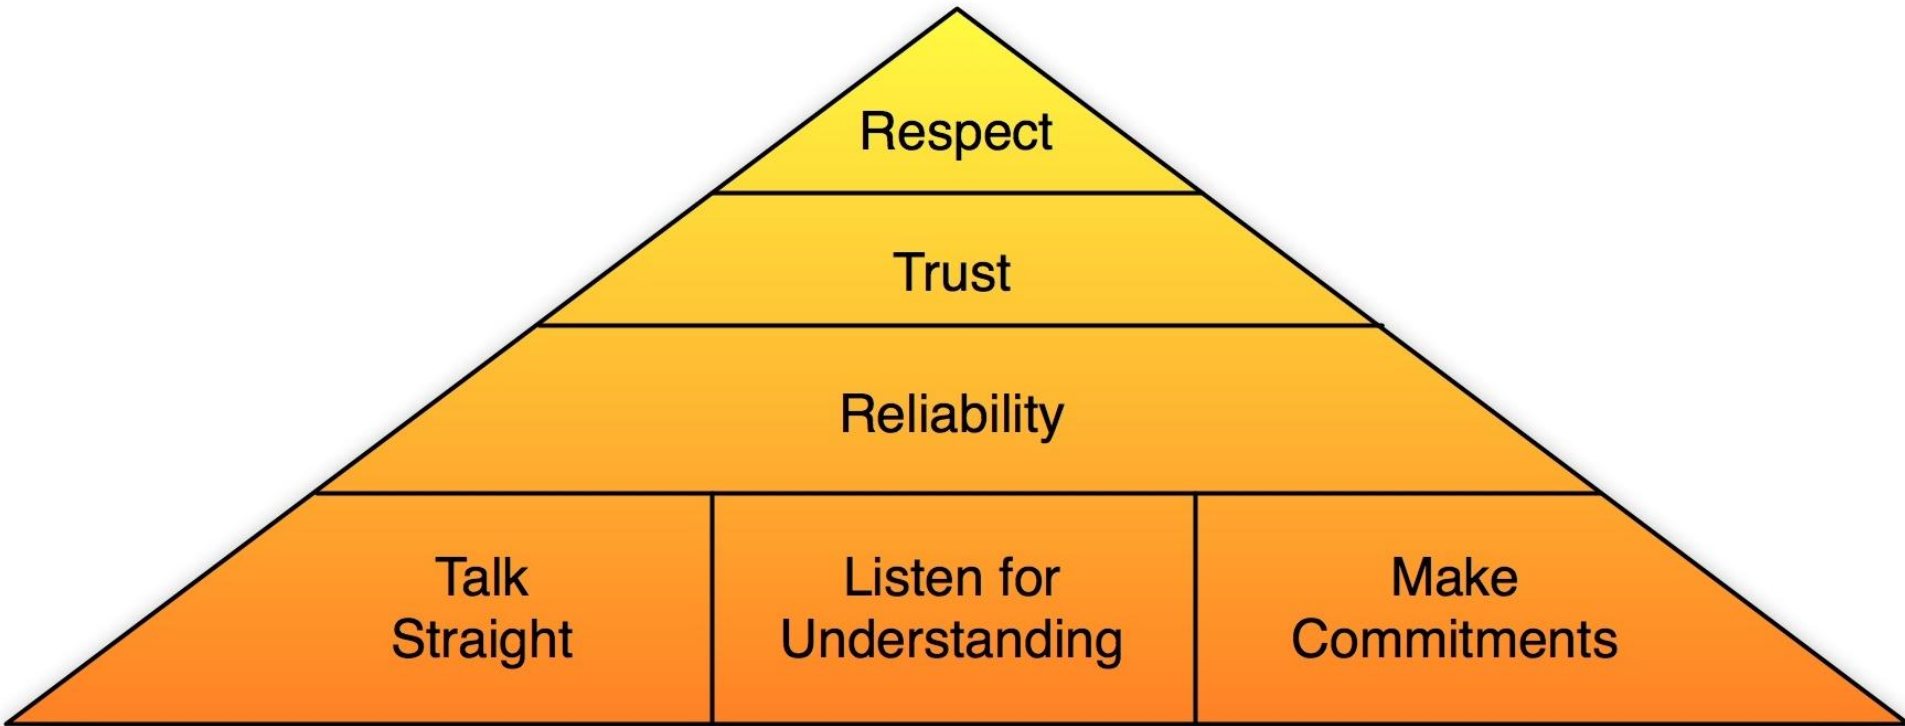 Respect
Trust
Reliability
Talk
Straight
Listen for
Understanding
Make
Commitments